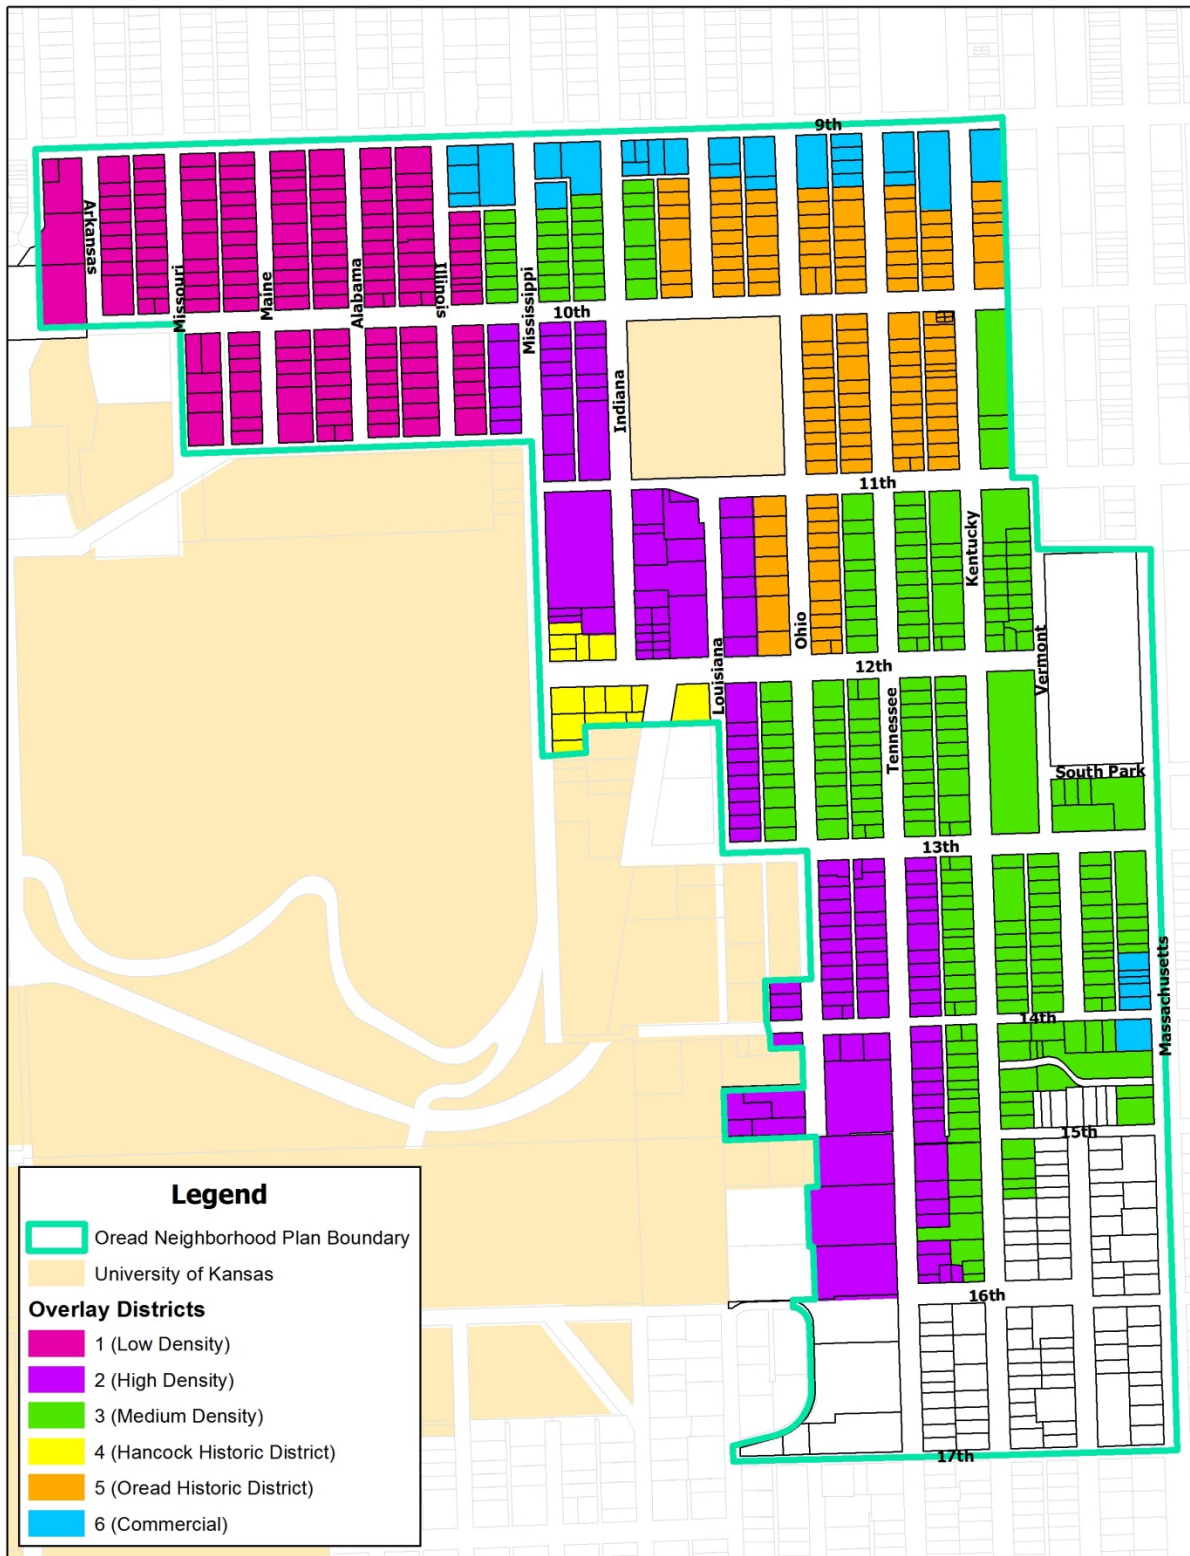 9th
Arkansas
Missouri
Maine
Alabama
Illinois
Mississippi
10th
Indiana
11th
Kentucky
Ohio
Louisiana
12th
Vermont
Tennessee
South Park
13th
Massachusetts
14th
15th
16th
17th
Legend
Oread Neighborhood Plan Boundary
University of Kansas
Overlay Districts
1 (Low Density)
2 (High Density)
3 (Medium Density)
4 (Hancock Historic District)
5 (Oread Historic District)
6 (Commercial)